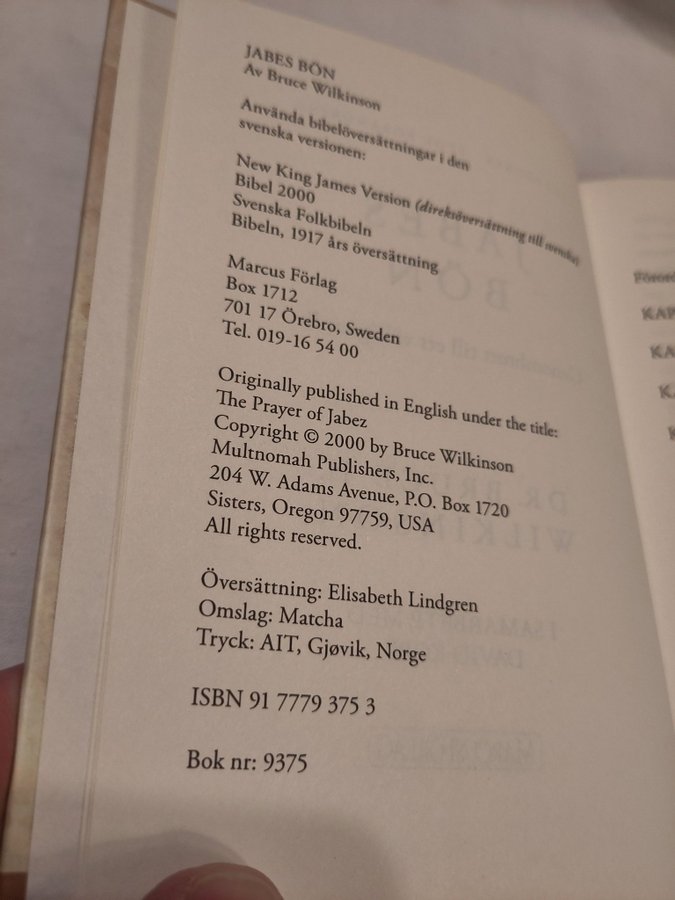 JABES BÖN
Av Bruce Wilkinson
Använda bibelöversättningar i den
svenska versionen:
New King James Version (direktöversättning till svenska)
Bibel 2000
Svenska Folkbibeln
Bibeln, 1917 års översättning
Marcus Förlag
Box 1712
701 17 Örebro, Sweden
Tel. 019-16 54 00
Originally published in English under the title:
The Prayer of Jabez
Copyright © 2000 by Bruce Wilkinson
Multnomah Publishers, Inc.
204 W. Adams Avenue, P.O. Box 1720
Sisters, Oregon 97759, USA
All rights reserved.
Översättning: Elisabeth Lindgren
Omslag: Matcha
Tryck: AIT, Gjøvik, Norge
ISBN 91 7779 375 3
Bok nr: 9375